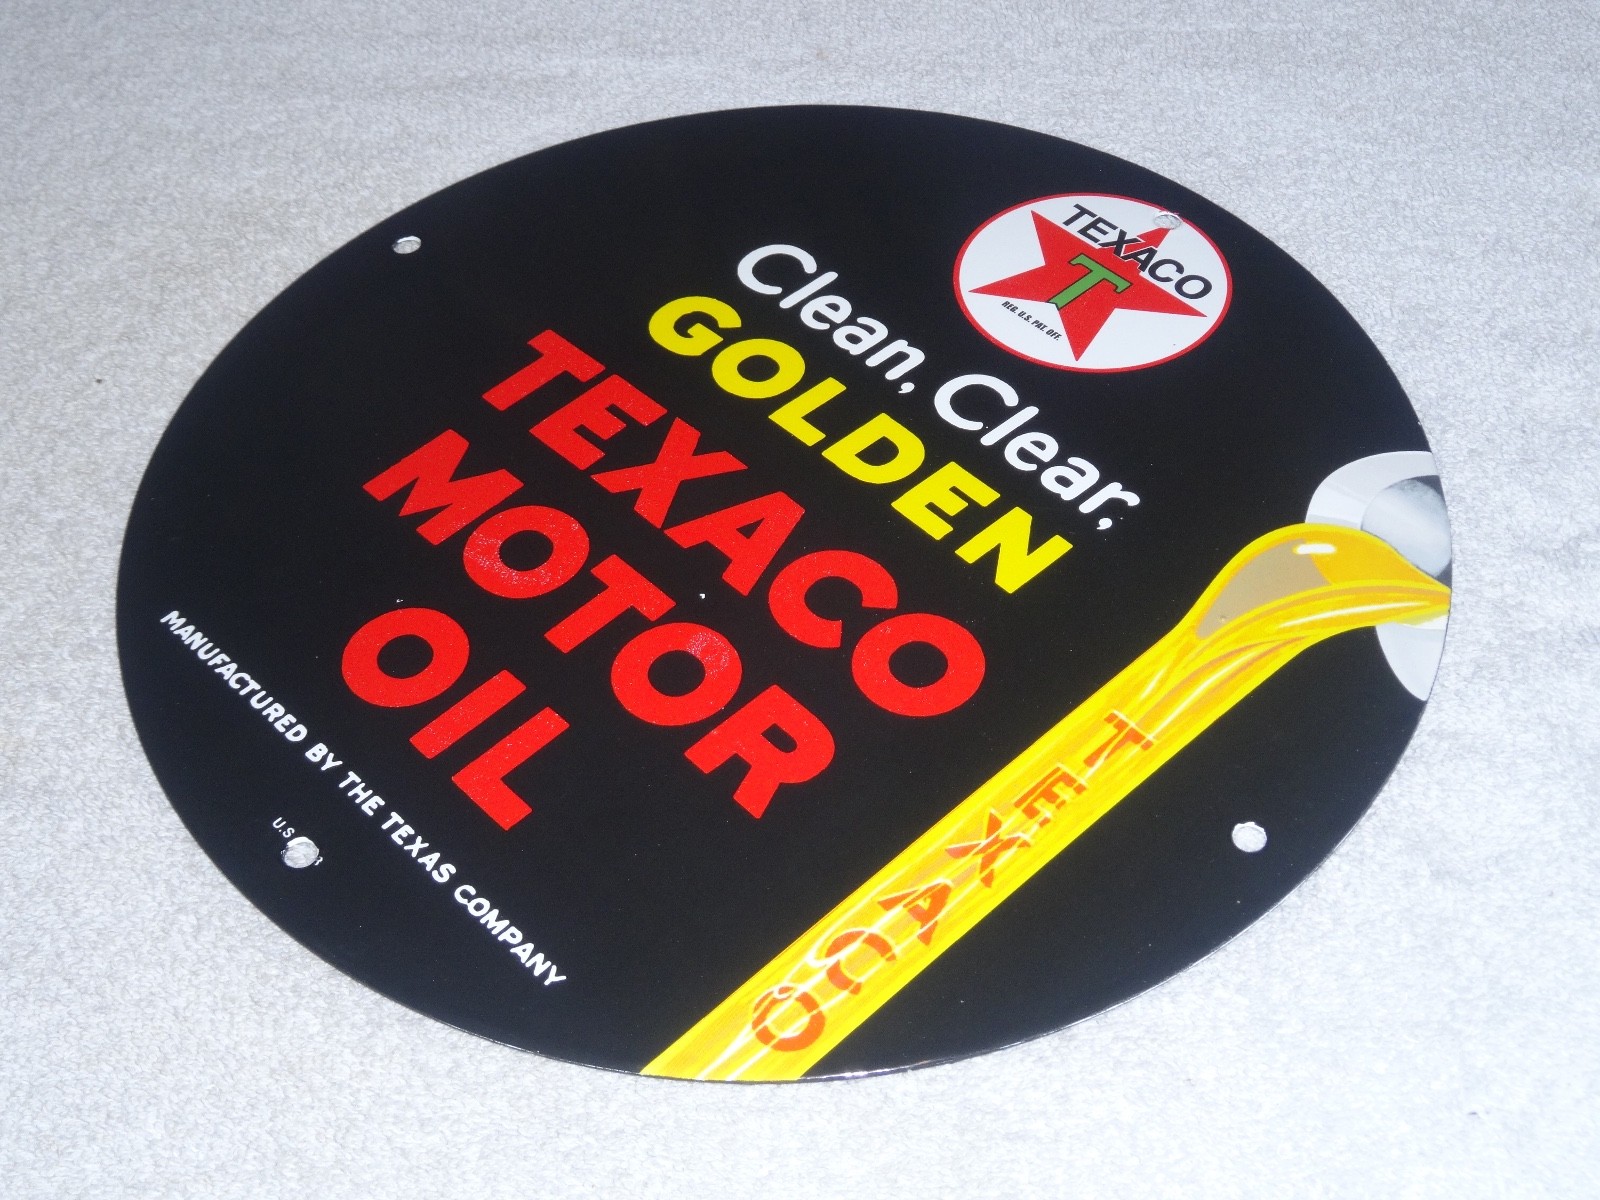 TEXACO
T
REG. U.S. PAT. OFF.
Clean, Clear,
GOLDEN
TEXACO
MOTOR
OIL
TEXACO
MANUFACTURED BY THE TEXAS COMPANY
U.S